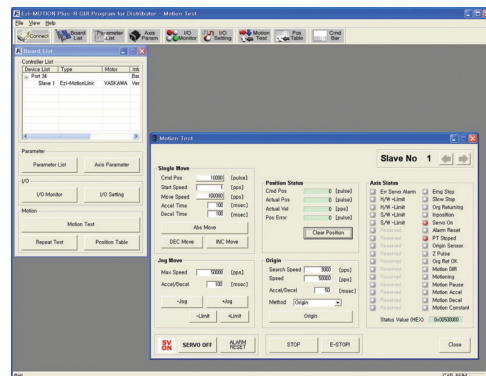 Ezi-MOTION Plus-R GUI Program for Distributor - Motion Test
File View Help
Connect
Board List
Parameter List
Axis Param
I/O Monitor
I/O Setting
Motion Test
Pos Table
Cmd Bar
Board List
Controller List
Device List Type Motor
Port 34
Slave 1 Ezi-MotionLink YASKAWA Ver
Parameter
Parameter List Axis Parameter
I/O
I/O Monitor I/O Setting
Motion
Motion Test
Repeat Test Position Table
Motion Test
Slave No 1
Single Move
Cmd Pos 10000 [pulse]
Start Speed 1 [pps]
Move Speed 100000 [pps]
Accel Time 100 [msec]
Decel Time 100 [msec]
Abs Move
DEC Move INC Move
Jog Move
Max Speed 50000 [pps]
Accel/Decel 100 [msec]
-Jog +Jog
-Limit +Limit
Position Status
Cmd Pos 0 [pulse]
Actual Pos 0 [pulse]
Actual Vel 0 [pps]
Pos Error 0 [pulse]
Clear Position
Origin
Search Speed 3000 [pps]
Speed 50000 [pps]
Accel/Decel 50 [msec]
Method Origin
Origin
Axis Status
Err Servo Alarm Emg Stop
H/W +Limit Slow Stop
H/W -Limit Org Returning
S/W +Limit Inposition
S/W -Limit Servo On
Reserved Alarm Reset
Reserved PT Stoped
Reserved Origin Sensor
Reserved Z Pulse
Reserved Org Ret OK
Reserved Motion DIR
Reserved Motioning
Reserved Motion Pause
Reserved Motion Accel
Reserved Motion Decel
Reserved Motion Constant
Status Value (HEX) 0x00500000
SV ON SERVO OFF ALARM RESET STOP E-STOP! Close
CAP NUM